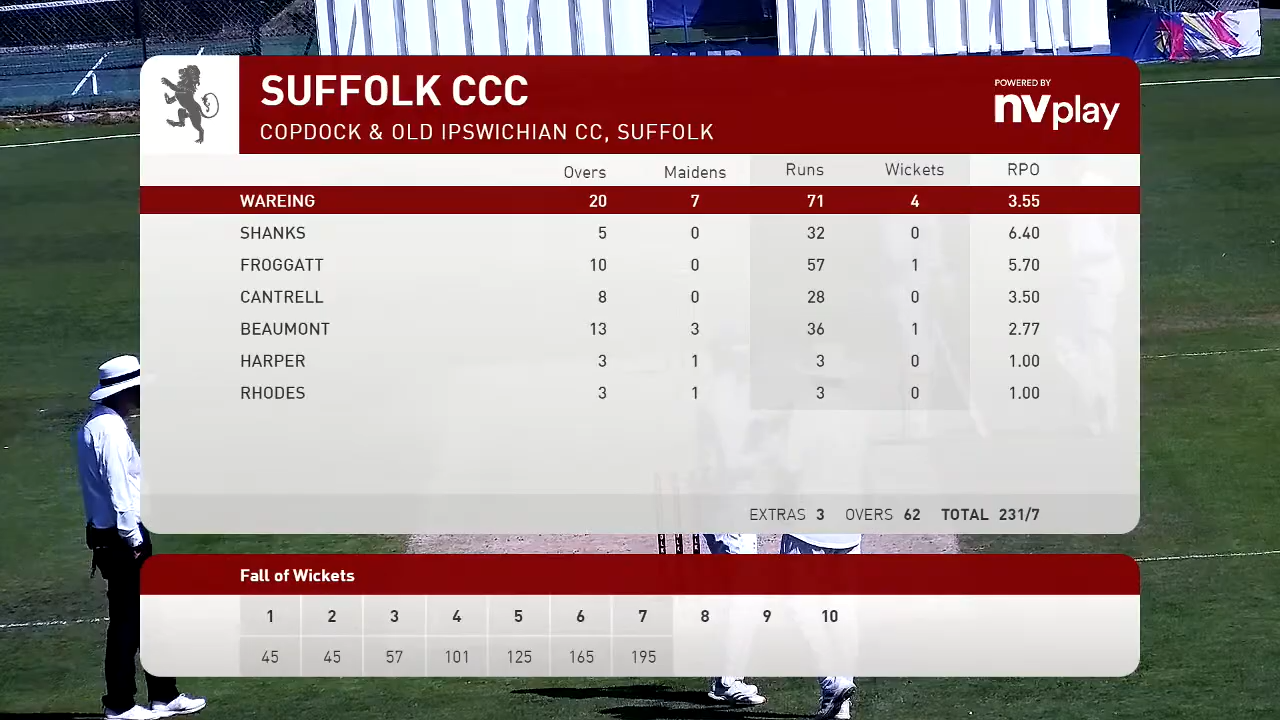 SUFFOLK CCC
COPDOCK & OLD IPSWICHIAN CC, SUFFOLK
POWERED BY
nvplay
Overs Maidens Runs Wickets RPO
WAREING 20 7 71 4 3.55
SHANKS 5 0 32 0 6.40
FROGGATT 10 0 57 1 5.70
CANTRELL 8 0 28 0 3.50
BEAUMONT 13 3 36 1 2.77
HARPER 3 1 3 0 1.00
RHODES 3 1 3 0 1.00
EXTRAS 3 OVERS 62 TOTAL 231/7
Fall of Wickets
1 2 3 4 5 6 7 8 9 10
45 45 57 101 125 165 195